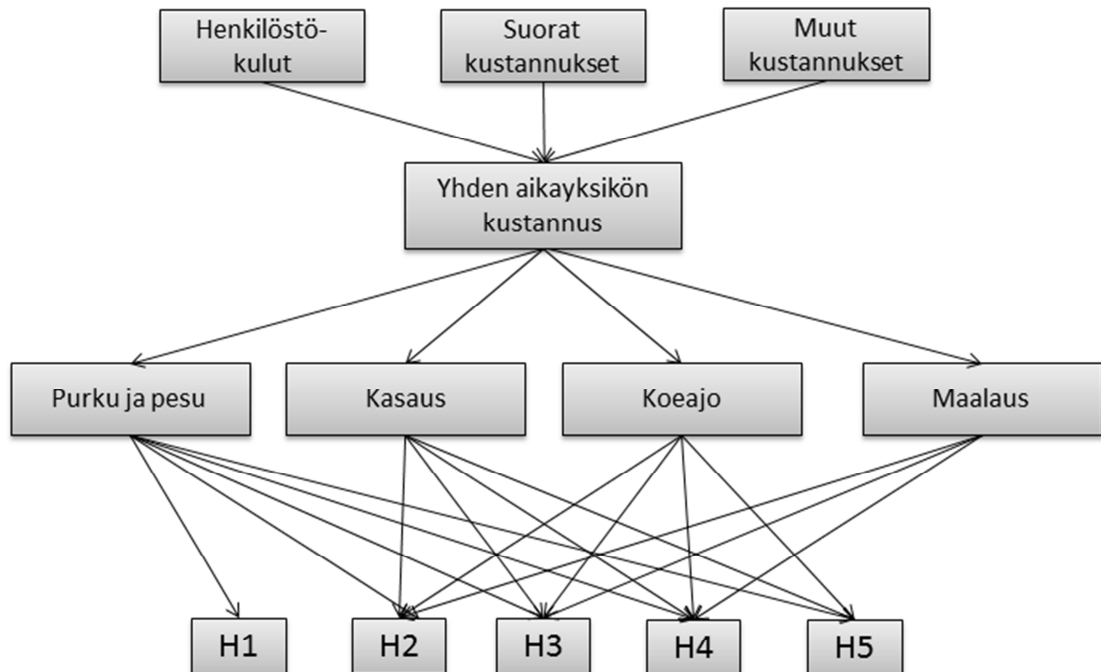 Henkilöstö-
kulut
Suorat
kustannukset
Muut
kustannukset
Yhden aikayksikön
kustannus
Purku ja pesu
Kasaus
Koeajo
Maalaus
H1
H2
H3
H4
H5